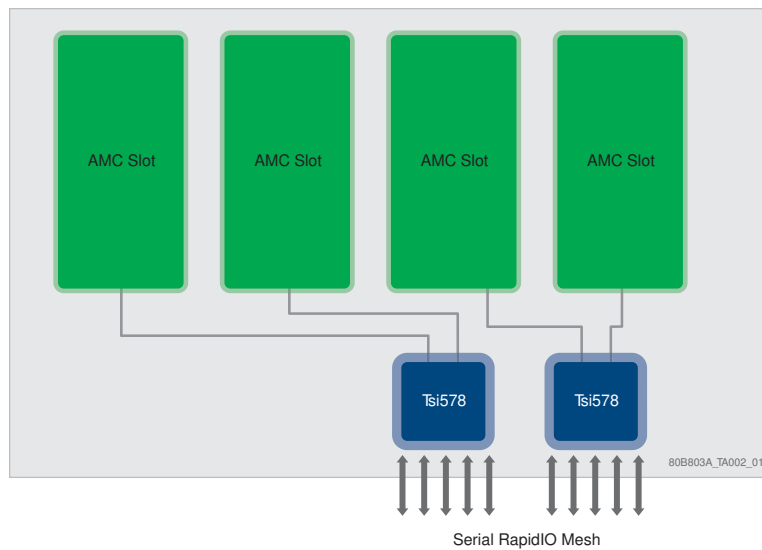 AMC Slot
AMC Slot
AMC Slot
AMC Slot
Tsi578
Tsi578
80B803A_TA002_01
Serial RapidIO Mesh